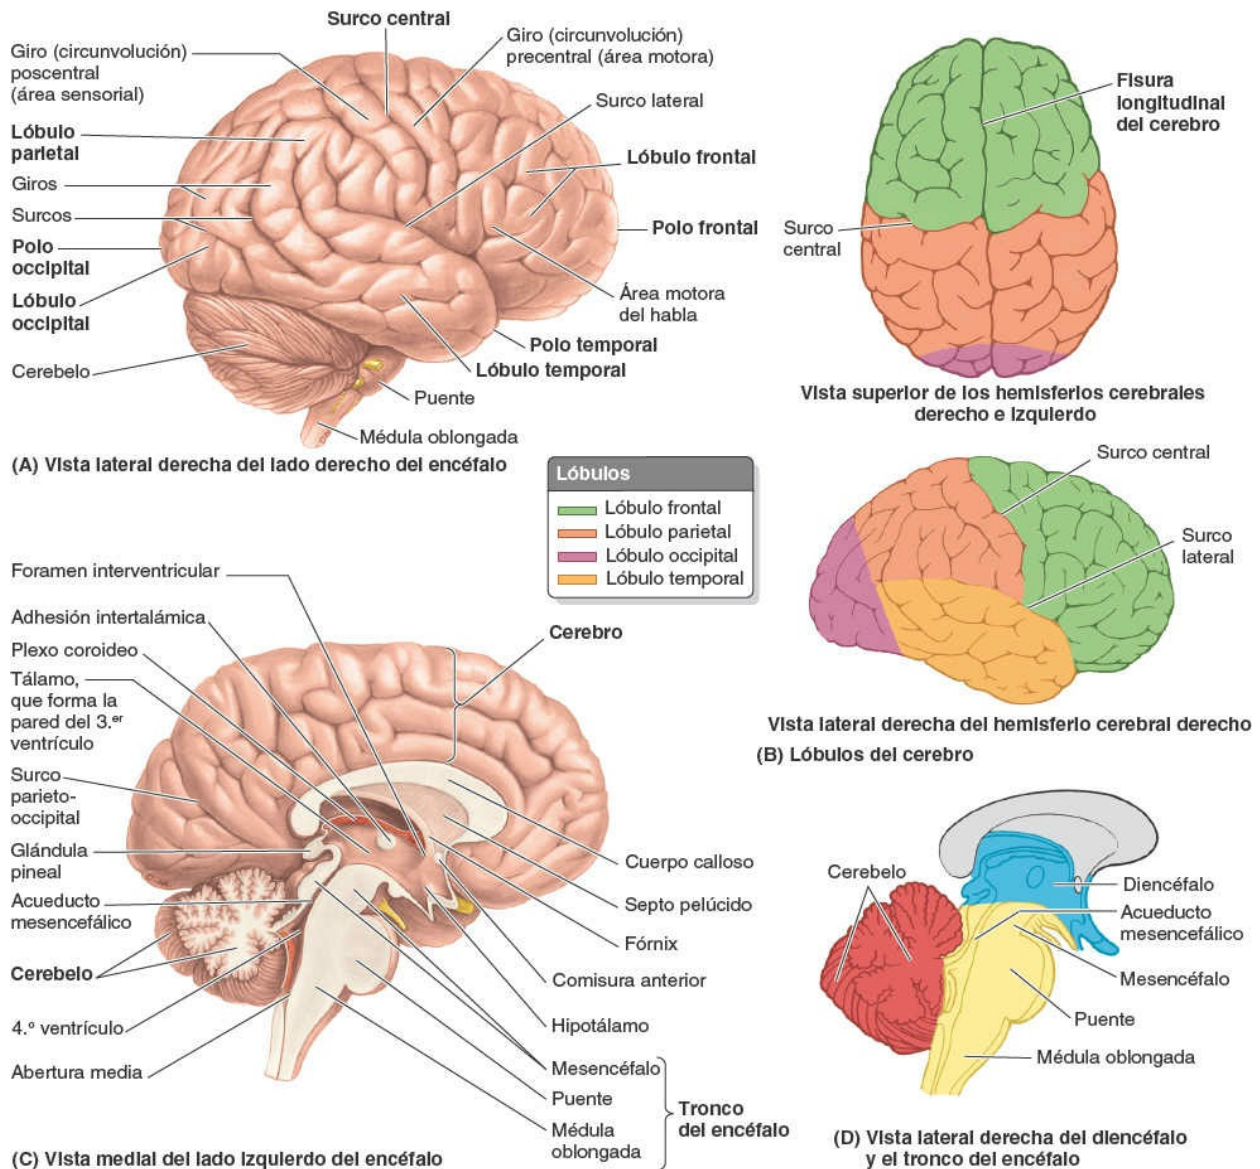 Surco central
Giro (circunvolución)
poscentral
(área sensorial)
Giro (circunvolución)
precentral (área motora)
Surco lateral
Lóbulo
parietal
Lóbulo frontal
Giros
Surcos
Polo
occipital
Polo frontal
Lóbulo
occipital
Área motora
del habla
Polo temporal
Cerebelo
Lóbulo temporal
Puente
Médula oblongada
(A) Vista lateral derecha del lado derecho del encéfalo
Fisura
longitudinal
del cerebro
Surco
central
Vista superior de los hemisferios cerebrales
derecho e izquierdo
Lóbulos
Lóbulo frontal
Lóbulo parietal
Lóbulo occipital
Lóbulo temporal
Surco central
Surco
lateral
Vista lateral derecha del hemisferio cerebral derecho
(B) Lóbulos del cerebro
Foramen interventricular
Adhesión intertalámica
Plexo coroideo
Tálamo,
que forma la
pared del 3.er
ventrículo
Surco
parieto-
occipital
Glándula
pineal
Acueducto
mesencefálico
Cerebelo
4.º ventrículo
Abertura media
Cerebro
Cuerpo calloso
Septo pelúcido
Fórnix
Comisura anterior
Hipotálamo
Mesencéfalo
Puente
Médula
oblongada
Tronco
del encéfalo
(C) Vista medial del lado izquierdo del encéfalo
Cerebelo
Diencéfalo
Acueducto
mesencefálico
Mesencéfalo
Puente
Médula oblongada
(D) Vista lateral derecha del diencéfalo
y el tronco del encéfalo